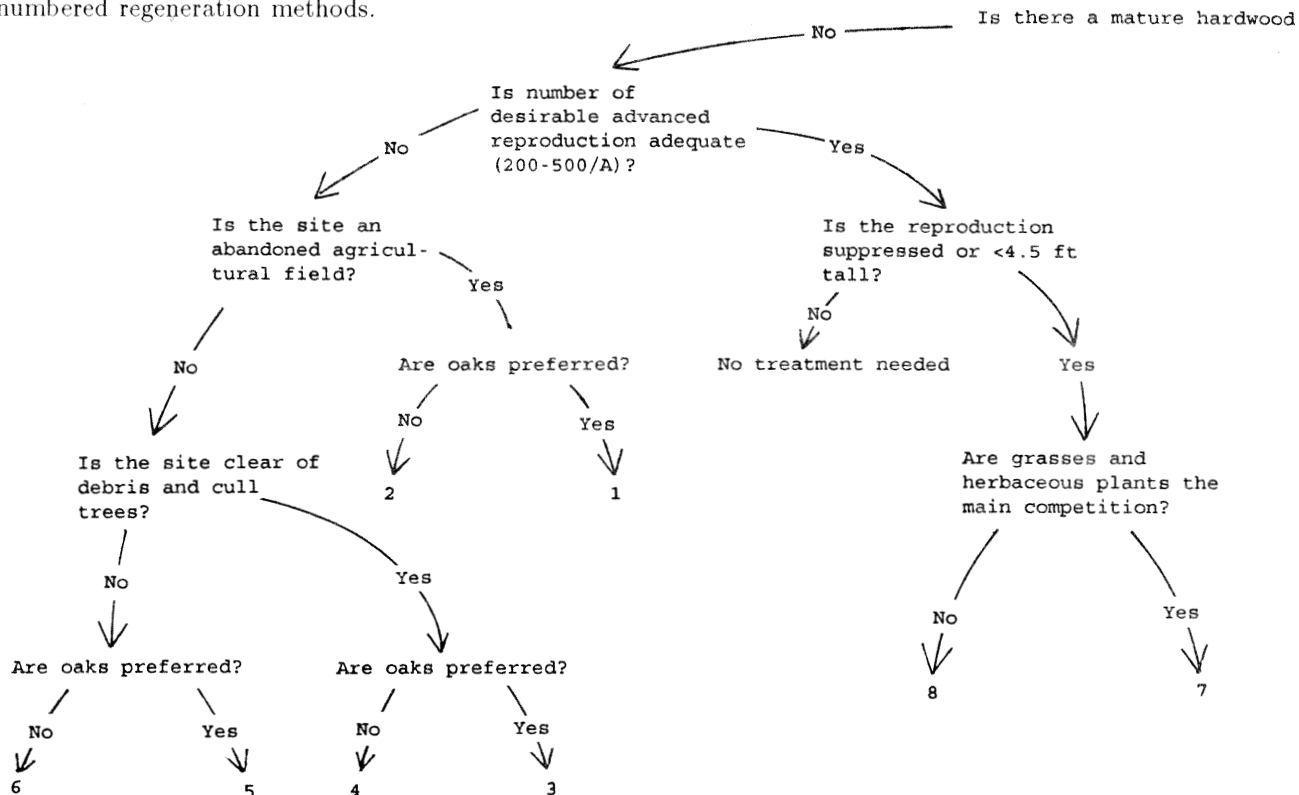 numbered regeneration methods.
Is there a mature hardwood
No
Is number of
desirable advanced
reproduction adequate
(200-500/A)?
No
Yes
Is the site an
abandoned agricul-
tural field?
Yes
Is the reproduction
suppressed or <4.5 ft
tall?
No
No
Are oaks preferred?
No treatment needed
Yes
No
Yes
Is the site clear of
debris and cull
trees?
2
1
Are grasses and
herbaceous plants the
main competition?
No
Yes
No
Yes
Are oaks preferred?
Are oaks preferred?
8
7
No
Yes
No
Yes
6
5
4
3